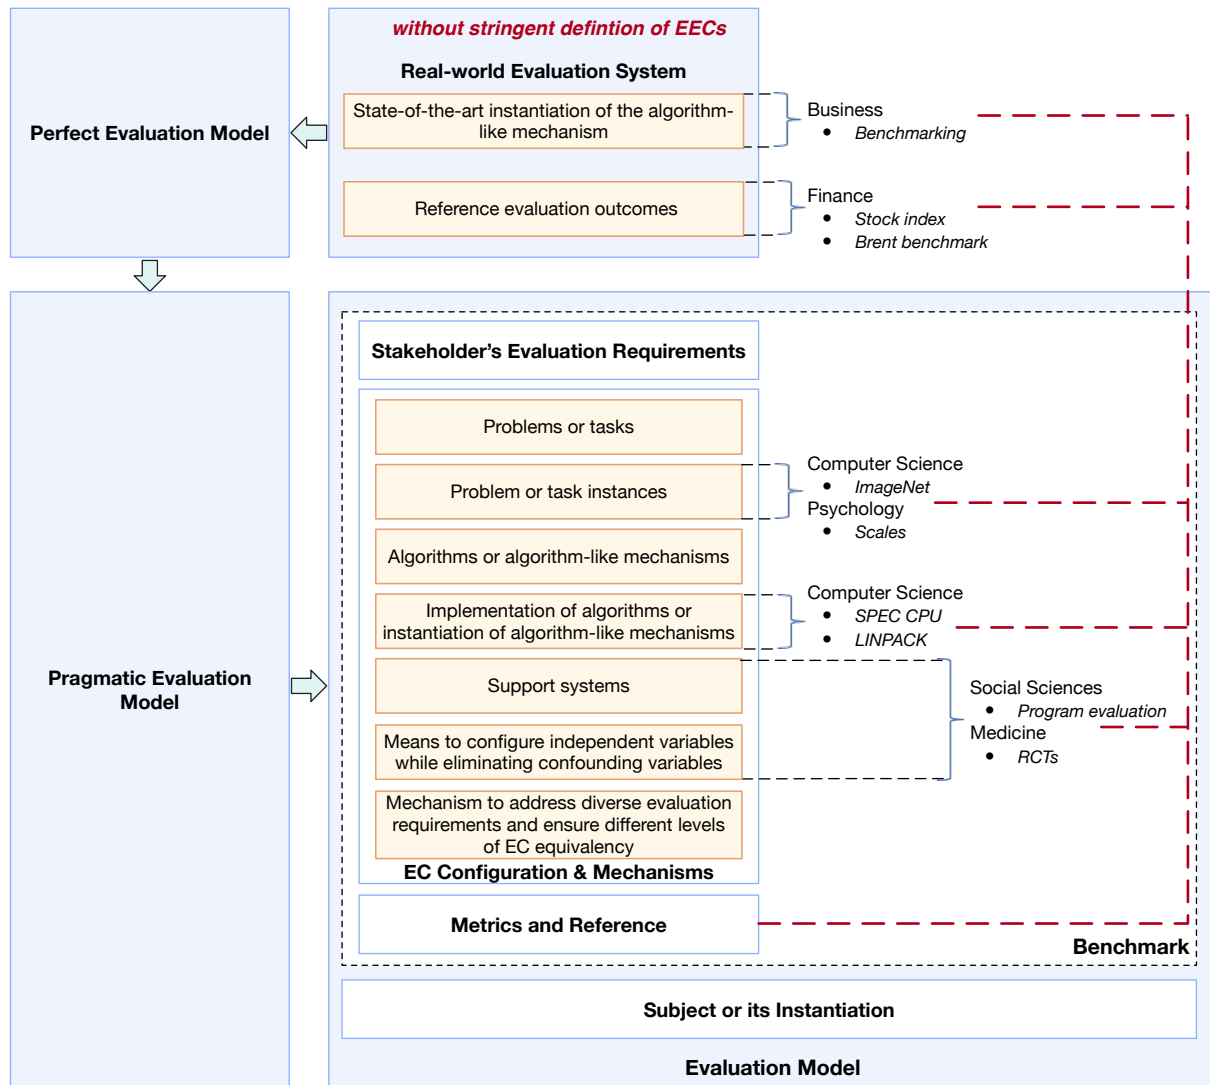 without stringent defintion of EECs
Real-world Evaluation System
Perfect Evaluation Model
State-of-the-art instantiation of the algorithm-
like mechanism
Business
• Benchmarking
Reference evaluation outcomes
Finance
• Stock index
• Brent benchmark
Pragmatic Evaluation
Model
Stakeholder’s Evaluation Requirements
Problems or tasks
Problem or task instances
Computer Science
• ImageNet
Psychology
• Scales
Algorithms or algorithm-like mechanisms
Implementation of algorithms or
instantiation of algorithm-like mechanisms
Computer Science
• SPEC CPU
• LINPACK
Support systems
Means to configure independent variables
while eliminating confounding variables
Social Sciences
• Program evaluation
Medicine
• RCTs
Mechanism to address diverse evaluation
requirements and ensure different levels
of EC equivalency
EC Configuration & Mechanisms
Metrics and Reference
Benchmark
Subject or its Instantiation
Evaluation Model